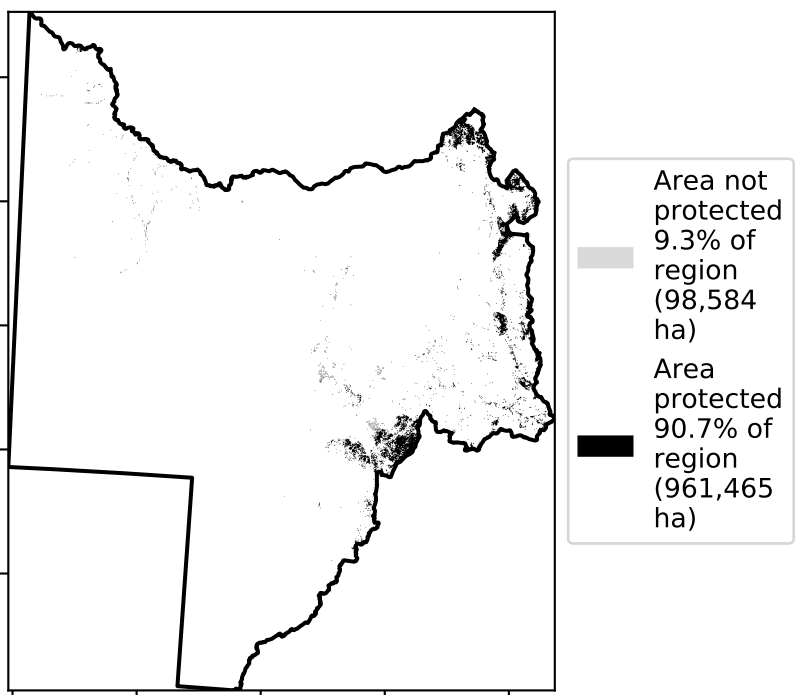 Area not
protected
9.3% of
region
(98,584
ha)
Area
protected
90.7% of
region
(961,465
ha)